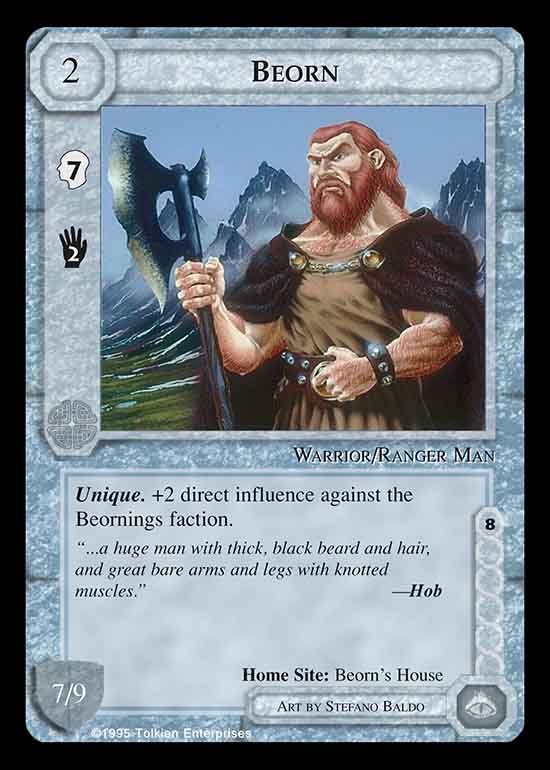 2
BEORN
7
2
WARRIOR/RANGER MAN
Unique. +2 direct influence against the
Beornings faction.
“...a huge man with thick, black beard and hair,
and great bare arms and legs with knotted
muscles.” —Hob
8
Home Site: Beorn's House
7/9
ART BY STEFANO BALDO
©1995 Tolkien Enterprises